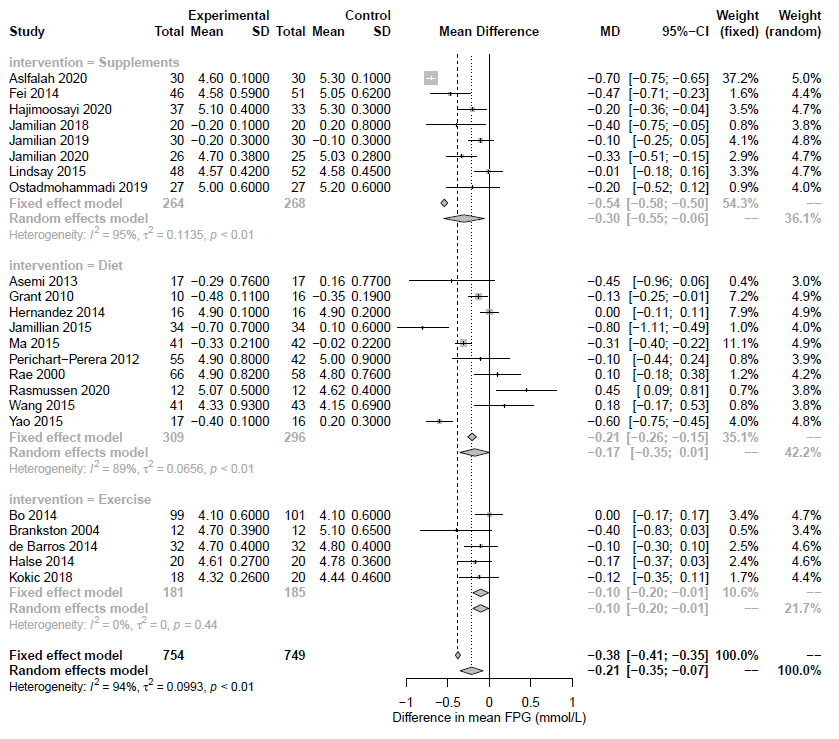 Experimental Control Weight Weight
Study Total Mean SD Total Mean SD Mean Difference MD 95%−CI (fixed) (random)
intervention = Supplements
Aslfalah 2020 30 4.60 0.1000 30 5.30 0.1000 −0.70 [−0.75; −0.65] 37.2% 5.0%
Fei 2014 46 4.58 0.5900 51 5.05 0.6200 −0.47 [−0.71; −0.23] 1.6% 4.4%
Hajimoosayi 2020 37 5.10 0.4000 33 5.30 0.3000 −0.20 [−0.36; −0.04] 3.5% 4.7%
Jamilian 2018 20 −0.20 0.1000 20 0.20 0.8000 −0.40 [−0.75; −0.05] 0.8% 3.8%
Jamilian 2019 30 −0.20 0.3000 30 −0.10 0.3000 −0.10 [−0.25; 0.05] 4.1% 4.8%
Jamilian 2020 26 4.70 0.3800 25 5.03 0.2800 −0.33 [−0.51; −0.15] 2.9% 4.7%
Lindsay 2015 48 4.57 0.4200 52 4.58 0.4500 −0.01 [−0.18; 0.16] 3.2% 4.7%
Ostadmohammadi 2019 27 5.00 0.6000 27 5.20 0.6000 −0.20 [−0.52; 0.12] 0.9% 4.0%
Fixed effect model 264 268 −0.54 [−0.58; −0.50] 54.3% −−
Random effects model −0.30 [−0.55; −0.06] −− 36.1%
Heterogeneity: I² = 95%, τ² = 0.1135, p < 0.01
intervention = Diet
Asemi 2013 17 −0.29 0.7600 17 0.16 0.7700 −0.45 [−0.96; 0.06] 0.4% 3.0%
Grant 2010 10 −0.48 0.1100 16 −0.35 0.1900 −0.13 [−0.25; −0.01] 7.2% 4.9%
Hernandez 2014 16 4.90 0.1000 16 4.90 0.2000 0.00 [−0.11; 0.11] 7.9% 4.9%
Jamillian 2015 34 −0.70 0.7000 34 0.10 0.6000 −0.80 [−1.11; −0.49] 1.0% 4.0%
Ma 2015 41 −0.33 0.2100 42 −0.02 0.2200 −0.31 [−0.40; −0.22] 11.1% 4.9%
Perichart−Perera 2012 55 4.90 0.8000 42 5.00 0.9000 −0.10 [−0.44; 0.24] 0.8% 3.9%
Rae 2000 66 4.90 0.8200 58 4.80 0.7600 0.10 [−0.18; 0.38] 1.2% 4.2%
Rasmussen 2020 12 5.07 0.5000 12 4.62 0.4000 0.45 [ 0.09; 0.81] 0.7% 3.8%
Wang 2015 41 4.33 0.9300 43 4.15 0.6900 0.18 [−0.17; 0.53] 0.8% 3.8%
Yao 2015 17 −0.40 0.1000 16 0.20 0.3000 −0.60 [−0.75; −0.45] 4.0% 4.8%
Fixed effect model 309 296 −0.21 [−0.26; −0.15] 35.1% −−
Random effects model −0.17 [−0.35; 0.01] −− 42.2%
Heterogeneity: I² = 89%, τ² = 0.0656, p < 0.01
intervention = Exercise
Bo 2014 99 4.10 0.6000 101 4.10 0.6000 0.00 [−0.17; 0.17] 3.4% 4.7%
Brankston 2004 12 4.70 0.3900 12 5.10 0.6500 −0.40 [−0.83; 0.03] 0.5% 3.4%
de Barros 2014 32 4.70 0.4000 32 4.80 0.4000 −0.10 [−0.30; 0.10] 2.5% 4.6%
Halse 2014 20 4.61 0.2700 20 4.78 0.3600 −0.17 [−0.37; 0.03] 2.4% 4.6%
Kokic 2018 18 4.32 0.2600 20 4.44 0.4600 −0.12 [−0.35; 0.11] 1.7% 4.4%
Fixed effect model 181 185 −0.10 [−0.20; −0.01] 10.6% −−
Random effects model −0.10 [−0.20; −0.01] −− 21.7%
Heterogeneity: I² = 0%, τ² = 0, p = 0.44
Fixed effect model 754 749 −0.38 [−0.41; −0.35] 100.0% −−
Random effects model −0.21 [−0.35; −0.07] −− 100.0%
Heterogeneity: I² = 94%, τ² = 0.0993, p < 0.01
−1 −0.5 0 0.5 1
Difference in mean FPG (mmol/L)